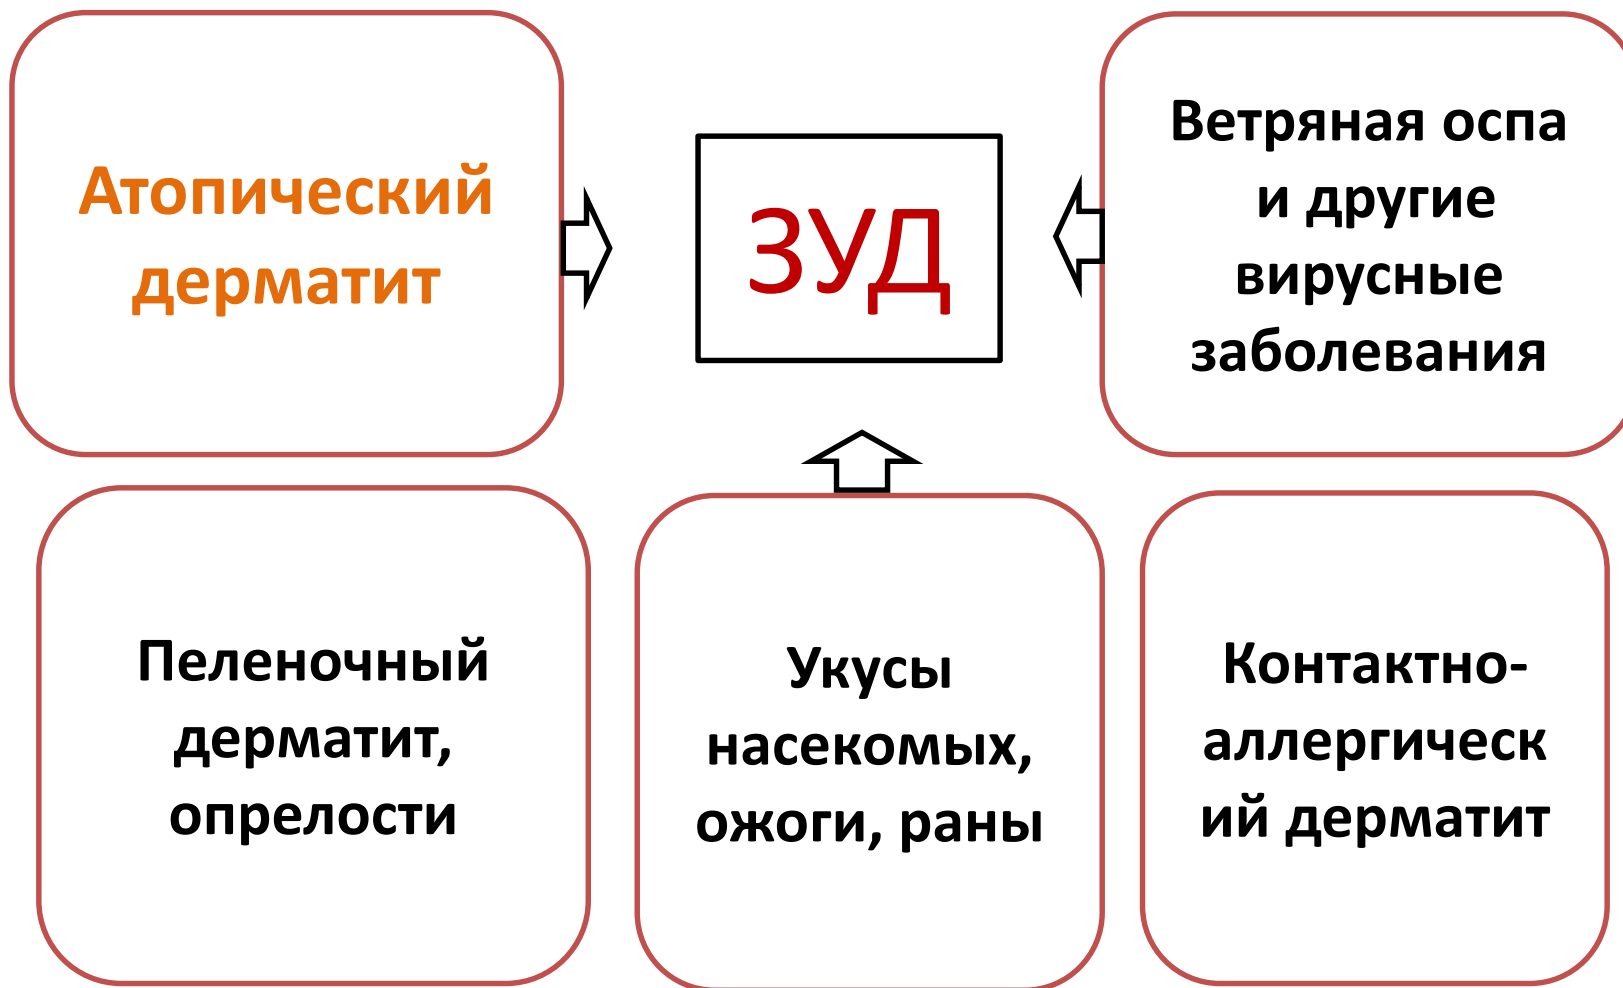 Атопический
дерматит
ЗУД
Ветряная оспа
и другие
вирусные
заболевания
Пеленочный
дерматит,
опрелости
Укусы
насекомых,
ожоги, раны
Контактно-
аллергическ
ий дерматит